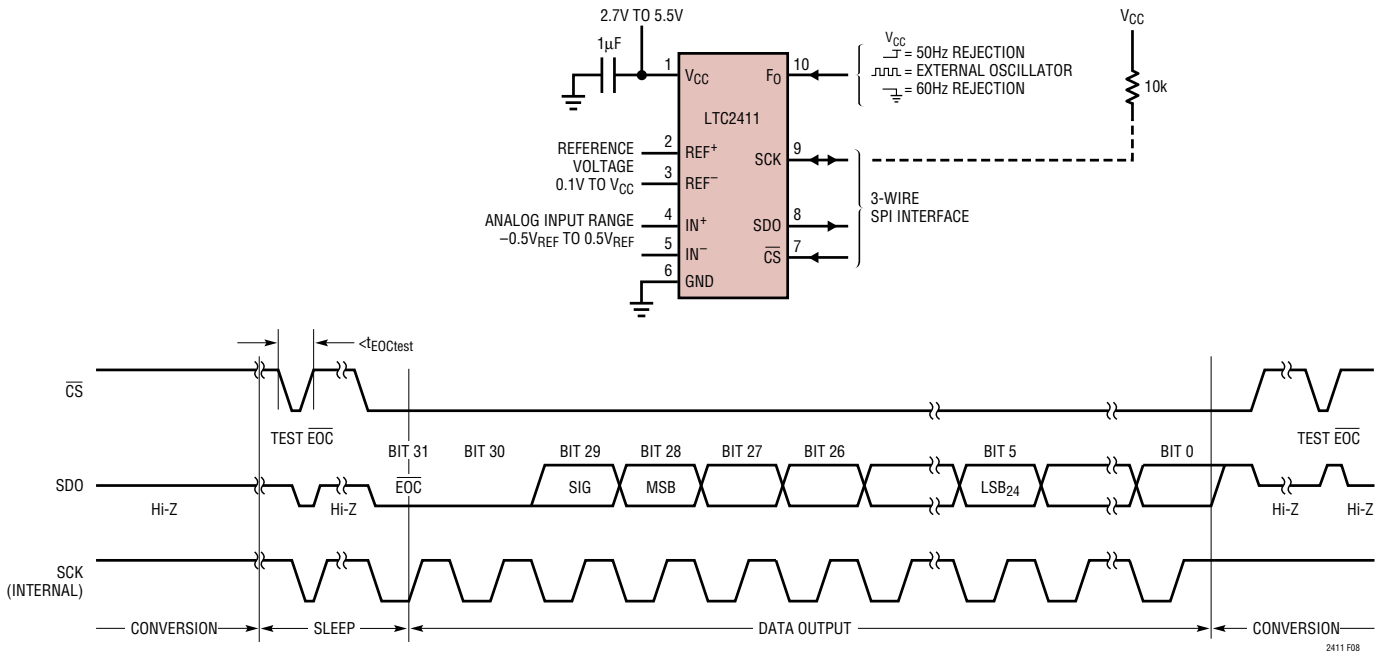 2.7V TO 5.5V
VCC
1µF
VCC
= 50Hz REJECTION
= EXTERNAL OSCILLATOR
= 60Hz REJECTION
10k
1
VCC
FO
10
LTC2411
REFERENCE
VOLTAGE
0.1V TO VCC
2
REF+
3
REF–
SCK
9
3-WIRE
SPI INTERFACE
ANALOG INPUT RANGE
–0.5VREF TO 0.5VREF
4
IN+
5
IN–
6
GND
SDO
8
CS
7
<tEOCtest
CS
TEST EOC
TEST EOC
BIT 31
BIT 30
BIT 29
BIT 28
BIT 27
BIT 26
BIT 5
BIT 0
SDO
EOC
SIG
MSB
LSB24
Hi-Z
Hi-Z
Hi-Z
Hi-Z
SCK
(INTERNAL)
CONVERSION
SLEEP
DATA OUTPUT
CONVERSION
2411 F08